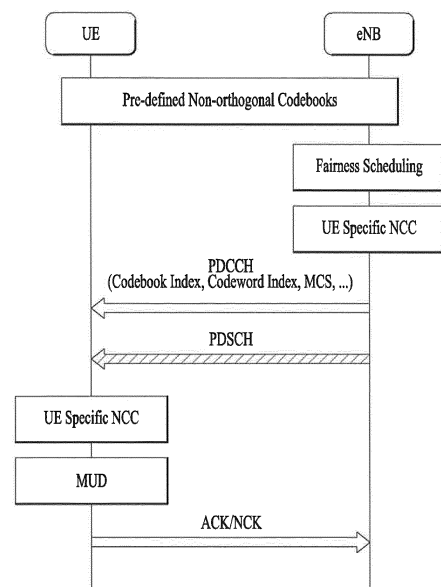 UE
eNB
Pre-defined Non-orthogonal Codebooks
Fairness Scheduling
UE Specific NCC
PDCCH
(Codebook Index, Codeword Index, MCS, ...)
PDSCH
UE Specific NCC
MUD
ACK/NCK